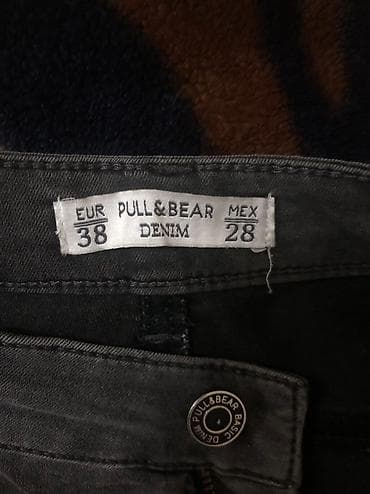 EUR PULL&BEAR MEX
38 DENIM 28
PULL&BEAR
BASIC DENIM